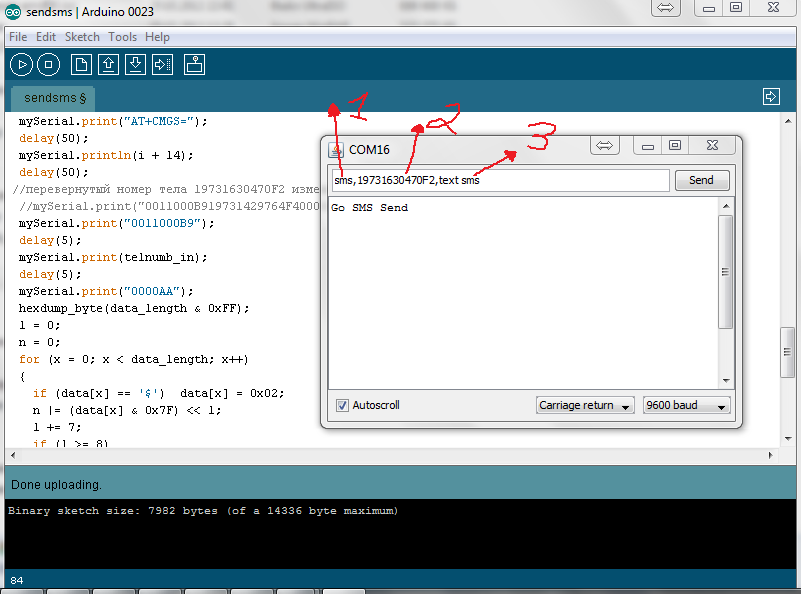 sendsms | Arduino 0023
File Edit Sketch Tools Help
sendsms §
mySerial.print("AT+CMGS=");
delay(50);
mySerial.println(i + 14);
delay(50);
//перевернутый номер тела 19731630470F2 изме
//mySerial.print("0011000B919731429764F4000
mySerial.print("0011000B9");
delay(5);
mySerial.print(telnumb_in);
delay(5);
mySerial.print("0000AA");
hexdump_byte(data_length & 0xFF);
l = 0;
n = 0;
for (x = 0; x < data_length; x++)
{
if (data[x] == '$') data[x] = 0x02;
n |= (data[x] & 0x7F) << l;
l += 7;
if (l >= 8)
1
2
3
COM16
sms,19731630470F2,text sms
Send
Go SMS Send
Autoscroll
Carriage return
9600 baud
Done uploading.
Binary sketch size: 7982 bytes (of a 14336 byte maximum)
84